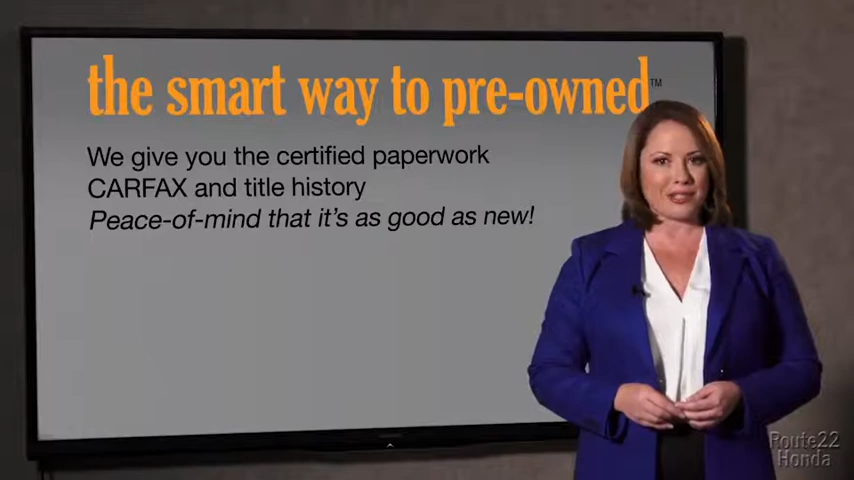 the smart way to pre-owned™
We give you the certified paperwork
CARFAX and title history
Peace-of-mind that it's as good as new!
Route22
Honda